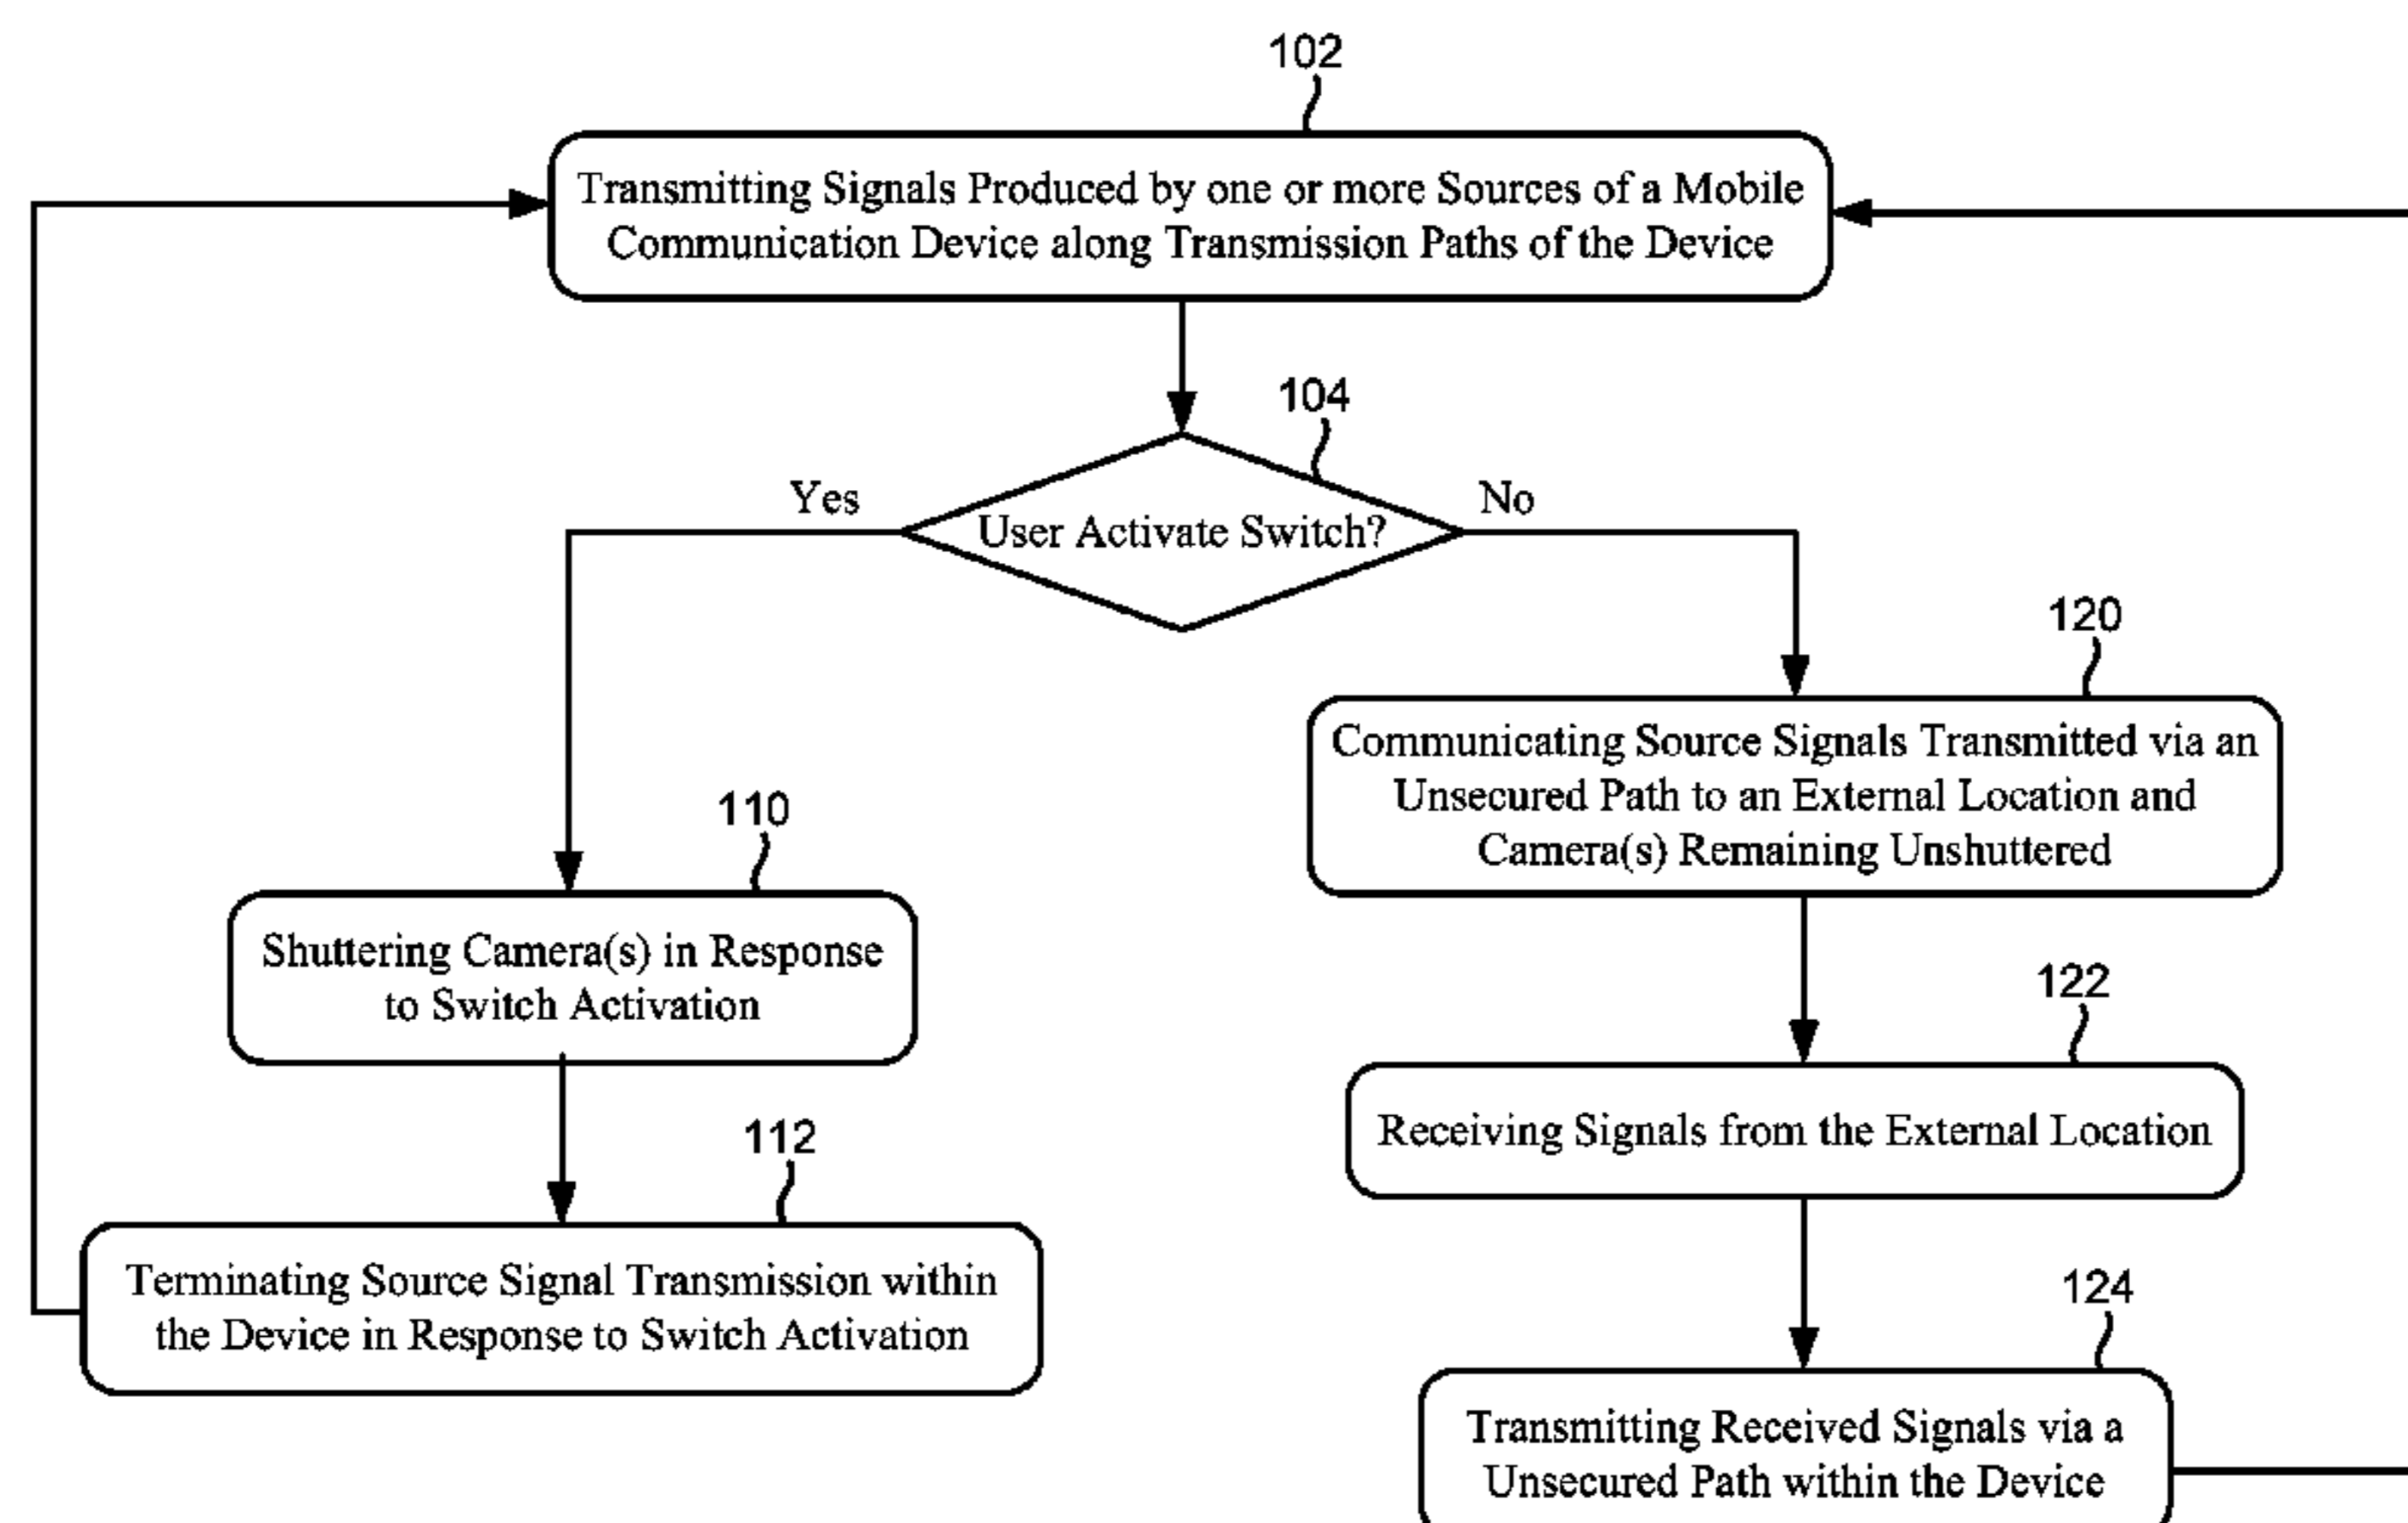 102
Transmitting Signals Produced by one or more Sources of a Mobile
Communication Device along Transmission Paths of the Device
104
Yes
No
User Activate Switch?
120
Communicating Source Signals Transmitted via an
Unsecured Path to an External Location and
Camera(s) Remaining Unshuttered
110
Shuttering Camera(s) in Response
to Switch Activation
122
Receiving Signals from the External Location
112
Terminating Source Signal Transmission within
the Device in Response to Switch Activation
124
Transmitting Received Signals via a
Unsecured Path within the Device